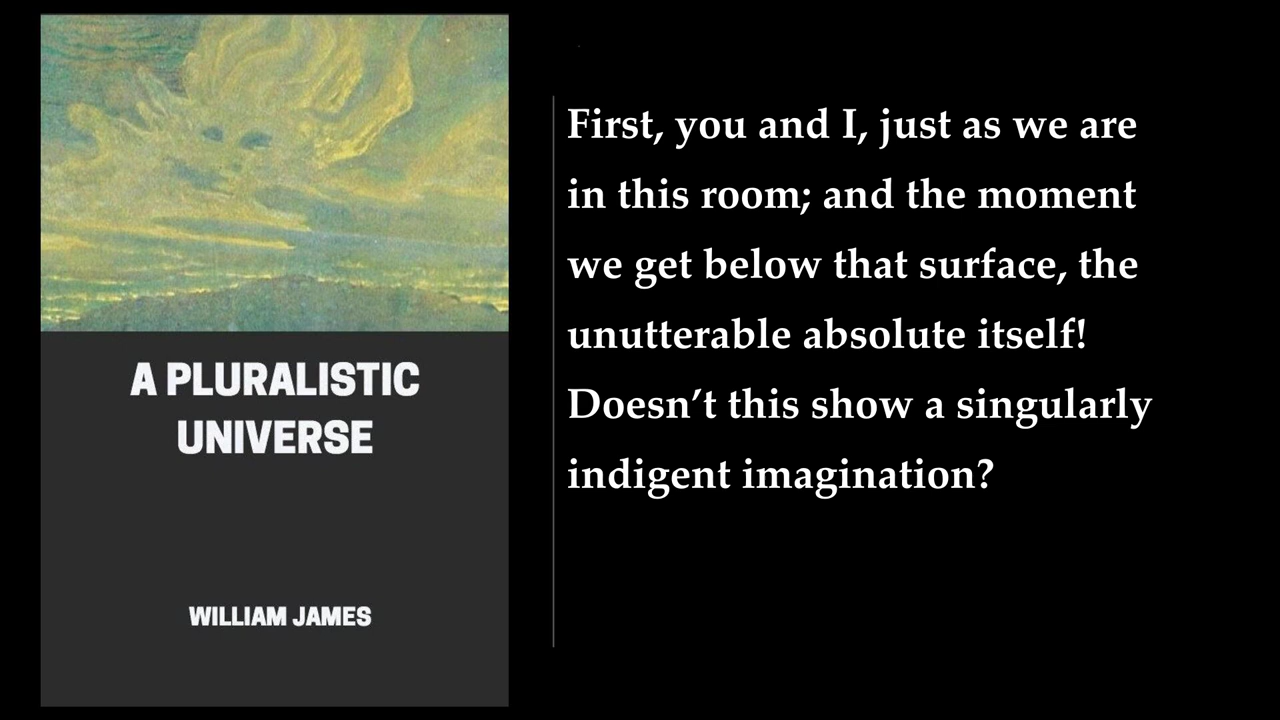 A PLURALISTIC
UNIVERSE
WILLIAM JAMES
First, you and I, just as we are
in this room; and the moment
we get below that surface, the
unutterable absolute itself!
Doesn’t this show a singularly
indigent imagination?